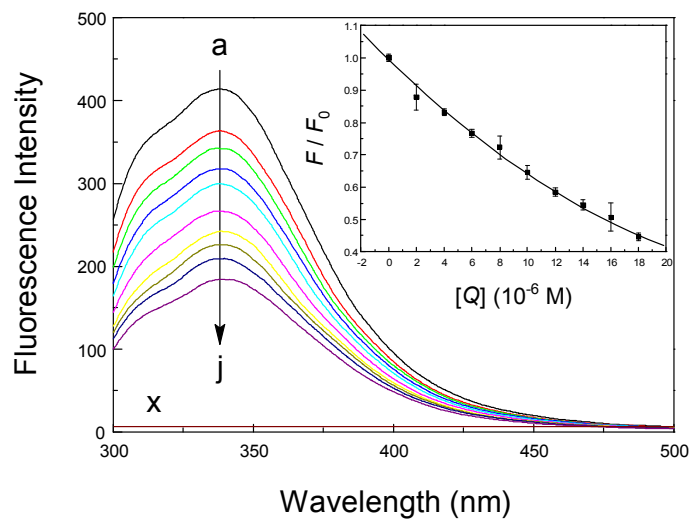 500
400
300
200
100
0
300
350
400
450
500
Fluorescence Intensity
Wavelength (nm)
a
j
x
1.0
0.9
0.8
0.7
0.6
0.5
0.4
-2 0 2 4 6 8 10 12 14 16 18 20
F / F0
[Q] (10-6 M)